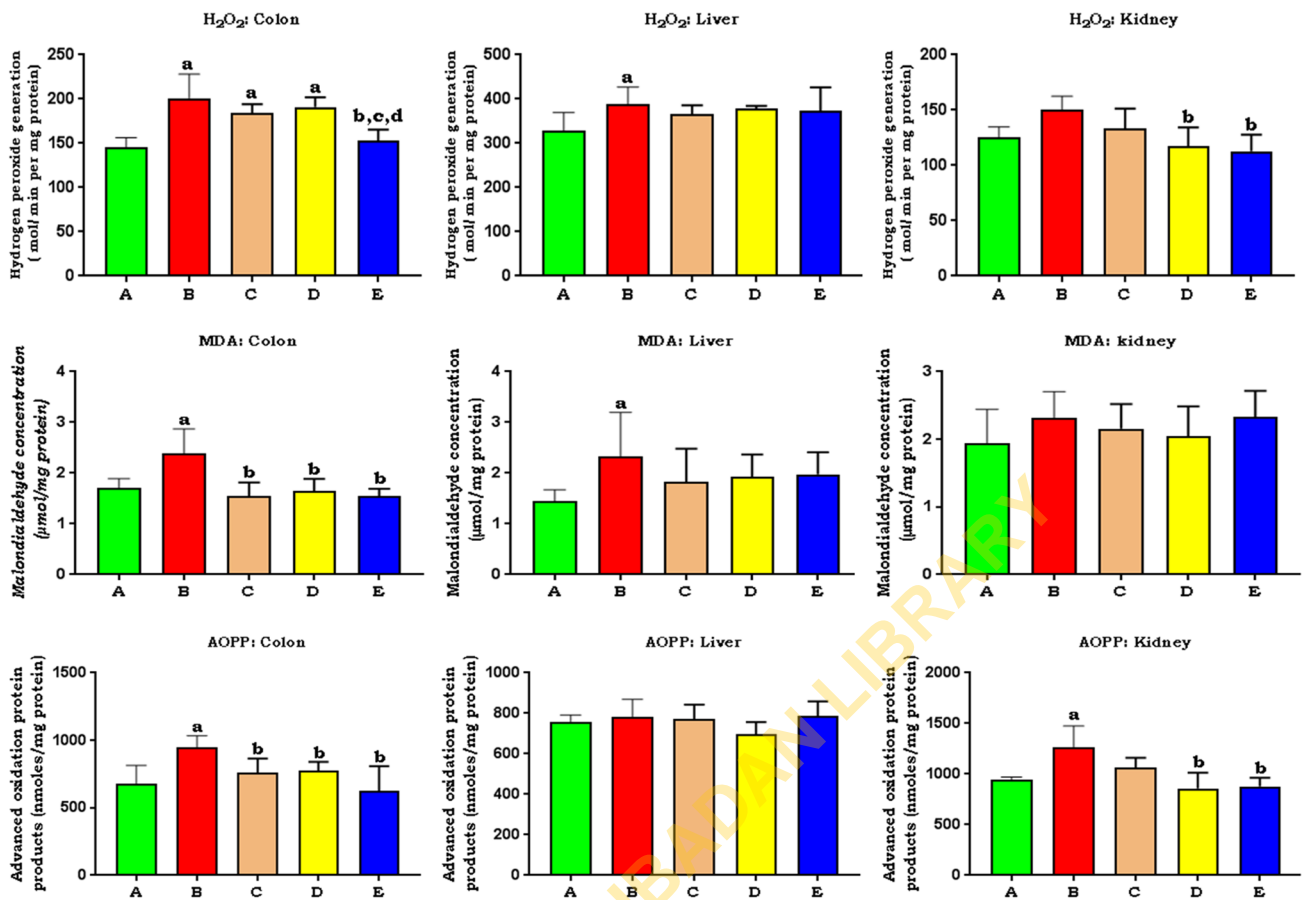 H₂O₂: Colon
Hydrogen peroxide generation
( mol/ min per mg protein)
250
200
150
100
50
0
a
a
a
b,c,d
A B C D E
H₂O₂: Liver
Hydrogen peroxide generation
( mol/ min per mg protein)
500
400
300
200
100
0
a
A B C D E
H₂O₂: Kidney
Hydrogen peroxide generation
( mol/ min per mg protein)
200
150
100
50
0
b
b
A B C D E
MDA: Colon
Malondialdehyde concentration
(μmol/mg protein)
4
3
2
1
0
a
b
b
b
A B C D E
MDA: Liver
Malondialdehyde concentration
(μmol/mg protein)
4
3
2
1
0
a
A B C D E
MDA: kidney
Malondialdehyde concentration
(μmol/mg protein)
3
2
1
0
A B C D E
AOPP: Colon
Advanced oxidation protein
products (nmoles/mg protein)
1500
1000
500
0
a
b
b
b
A B C D E
AOPP: Liver
Advanced oxidation protein
products (nmoles/mg protein)
1000
800
600
400
200
0
A B C D E
AOPP: Kidney
Advanced oxidation protein
products (nmoles/mg protein)
2000
1500
1000
500
0
a
b
b
A B C D E
IBADAN LIBRARY